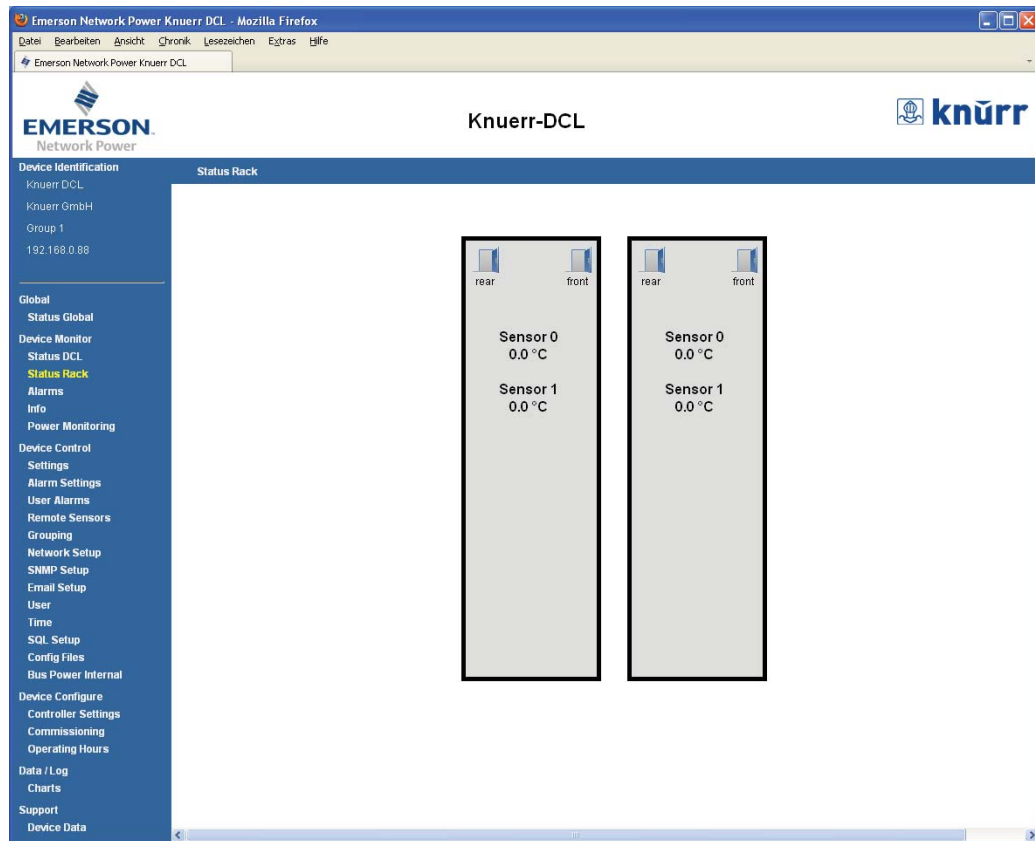 Emerson Network Power Knuerr DCL - Mozilla Firefox
Datei Bearbeiten Ansicht Chronik Lesezeichen Extras Hilfe
Emerson Network Power Knuerr DCL
EMERSON.
Network Power
Knuerr-DCL
knürr
Device Identification
Knuerr DCL
Knuerr GmbH
Group 1
192.168.0.88
Global
Status Global
Device Monitor
Status DCL
Status Rack
Alarms
Info
Power Monitoring
Device Control
Settings
Alarm Settings
User Alarms
Remote Sensors
Grouping
Network Setup
SNMP Setup
Email Setup
User
Time
SQL Setup
Config Files
Bus Power Internal
Device Configure
Controller Settings
Commissioning
Operating Hours
Data / Log
Charts
Support
Device Data
Status Rack
rear front
Sensor 0
0.0 °C
Sensor 1
0.0 °C
rear front
Sensor 0
0.0 °C
Sensor 1
0.0 °C